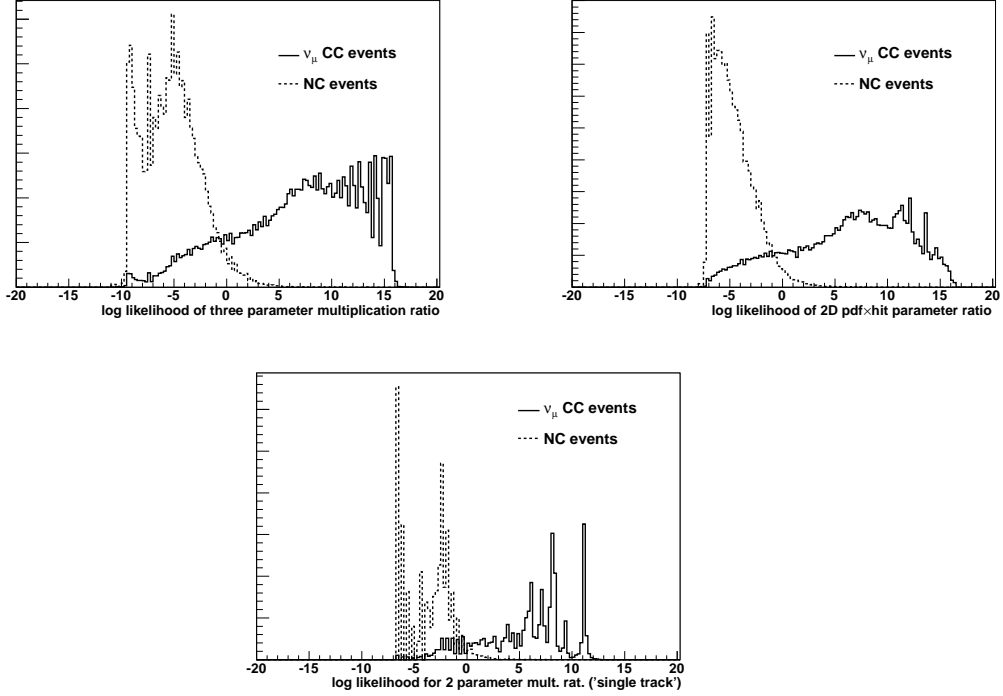 ν_μ CC events
NC events
-20 -15 -10 -5 0 5 10 15 20
log likelihood of three parameter multiplication ratio
ν_μ CC events
NC events
-20 -15 -10 -5 0 5 10 15 20
log likelihood of 2D pdf×hit parameter ratio
ν_μ CC events
NC events
-20 -15 -10 -5 0 5 10 15 20
log likelihood for 2 parameter mult. rat. ('single track')